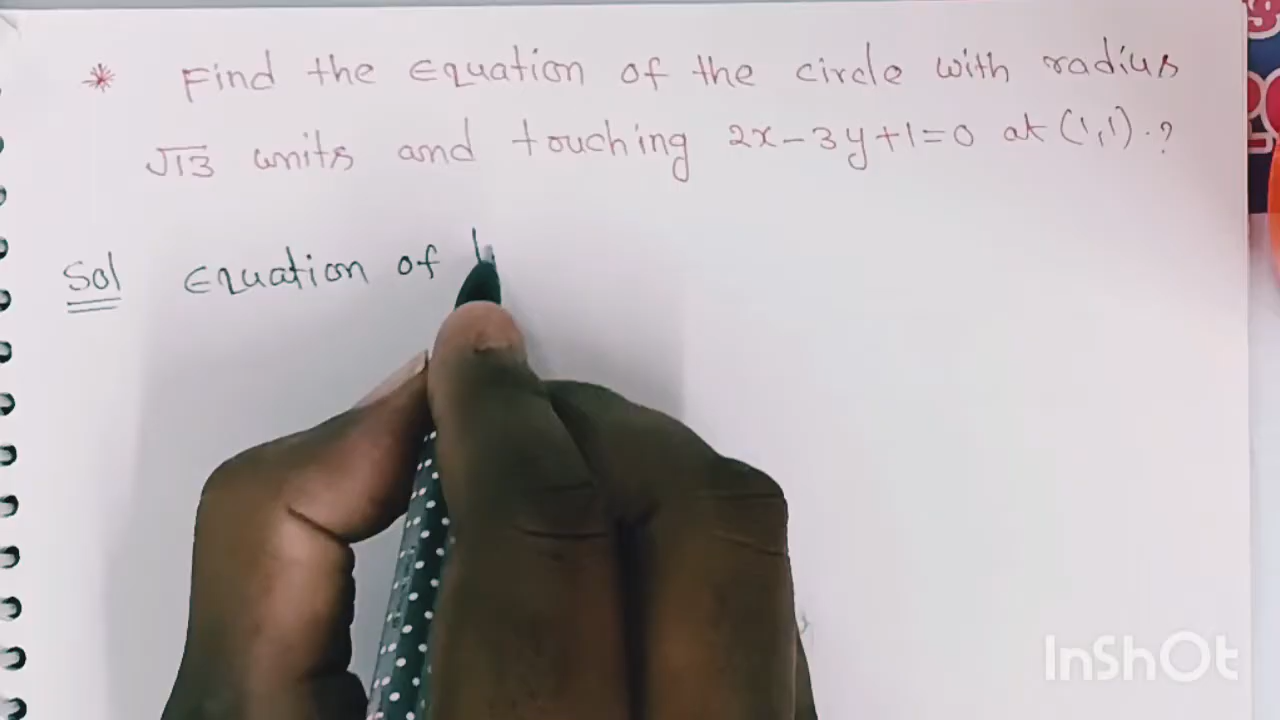 * Find the Equation of the circle with radius
√13 units and touching 2x-3y+1=0 at (1,1).?
Sol Equation of
InShOt